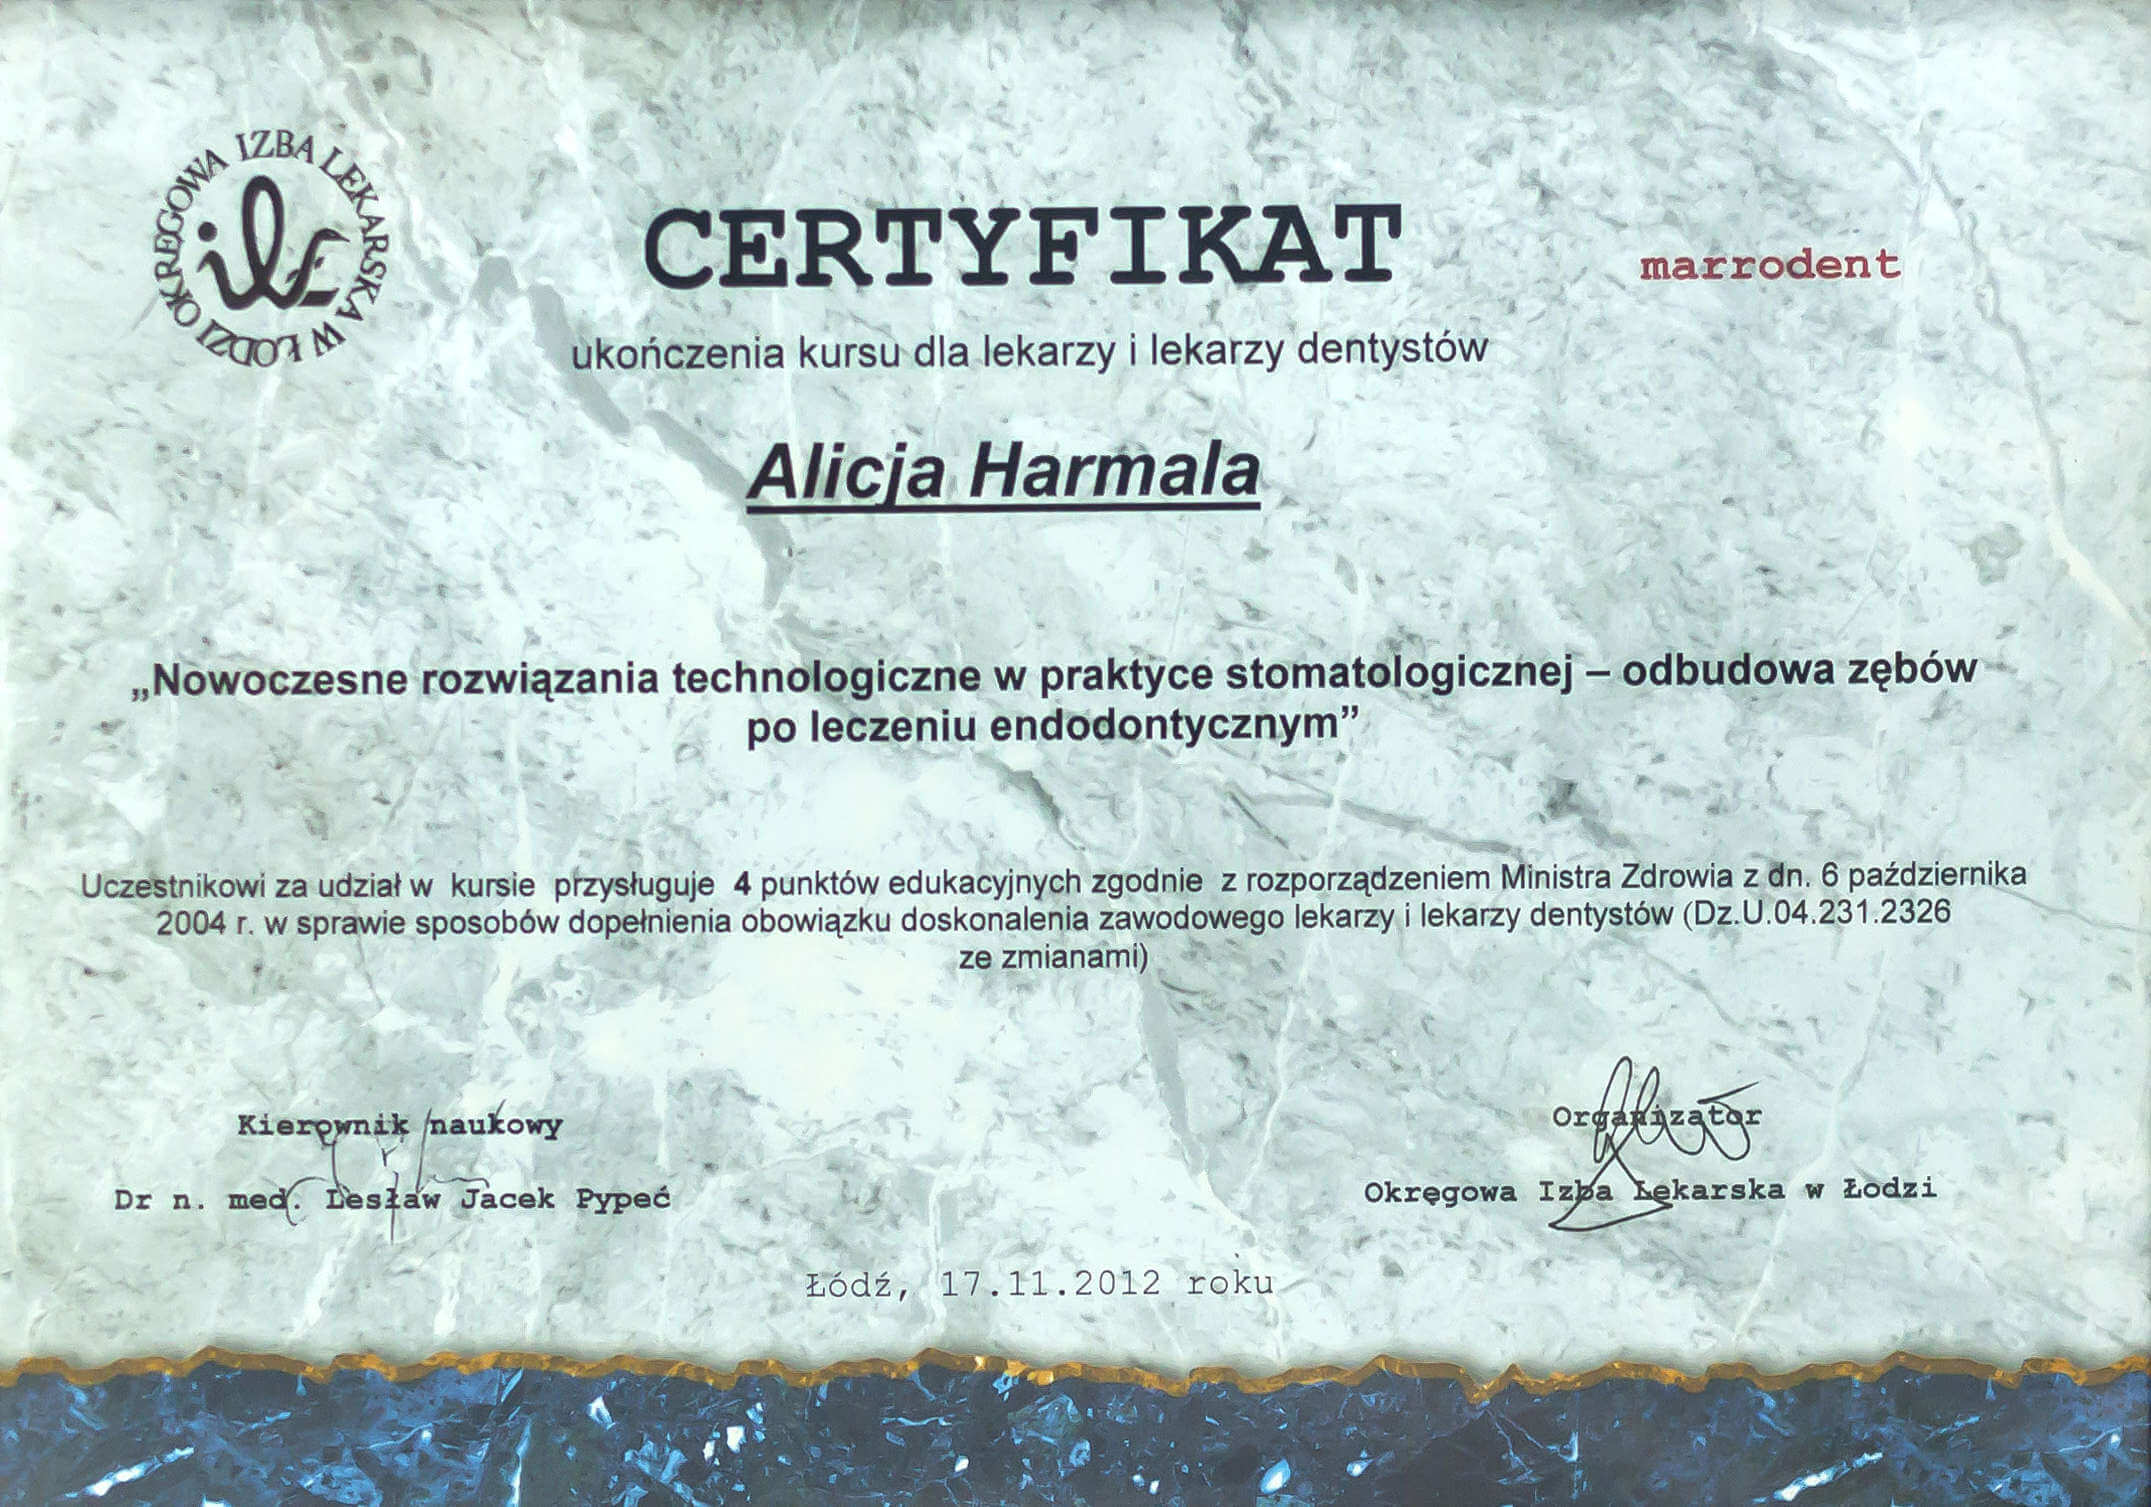 OKRĘGOWA IZBA LEKARSKA W ŁODZI
CERTYFIKAT
marrodent
ukończenia kursu dla lekarzy i lekarzy dentystów
Alicja Harmala
„Nowoczesne rozwiązania technologiczne w praktyce stomatologicznej – odbudowa zębów
po leczeniu endodontycznym”
Uczestnikowi za udział w kursie przysługuje 4 punktów edukacyjnych zgodnie z rozporządzeniem Ministra Zdrowia z dn. 6 października
2004 r. w sprawie sposobów dopełnienia obowiązku doskonalenia zawodowego lekarzy i lekarzy dentystów (Dz.U.04.231.2326
ze zmianami)
Kierownik naukowy
Dr n. med. Lesław Jacek Pypeć
Organizator
Okręgowa Izba Lekarska w Łodzi
Łódź, 17.11.2012 roku